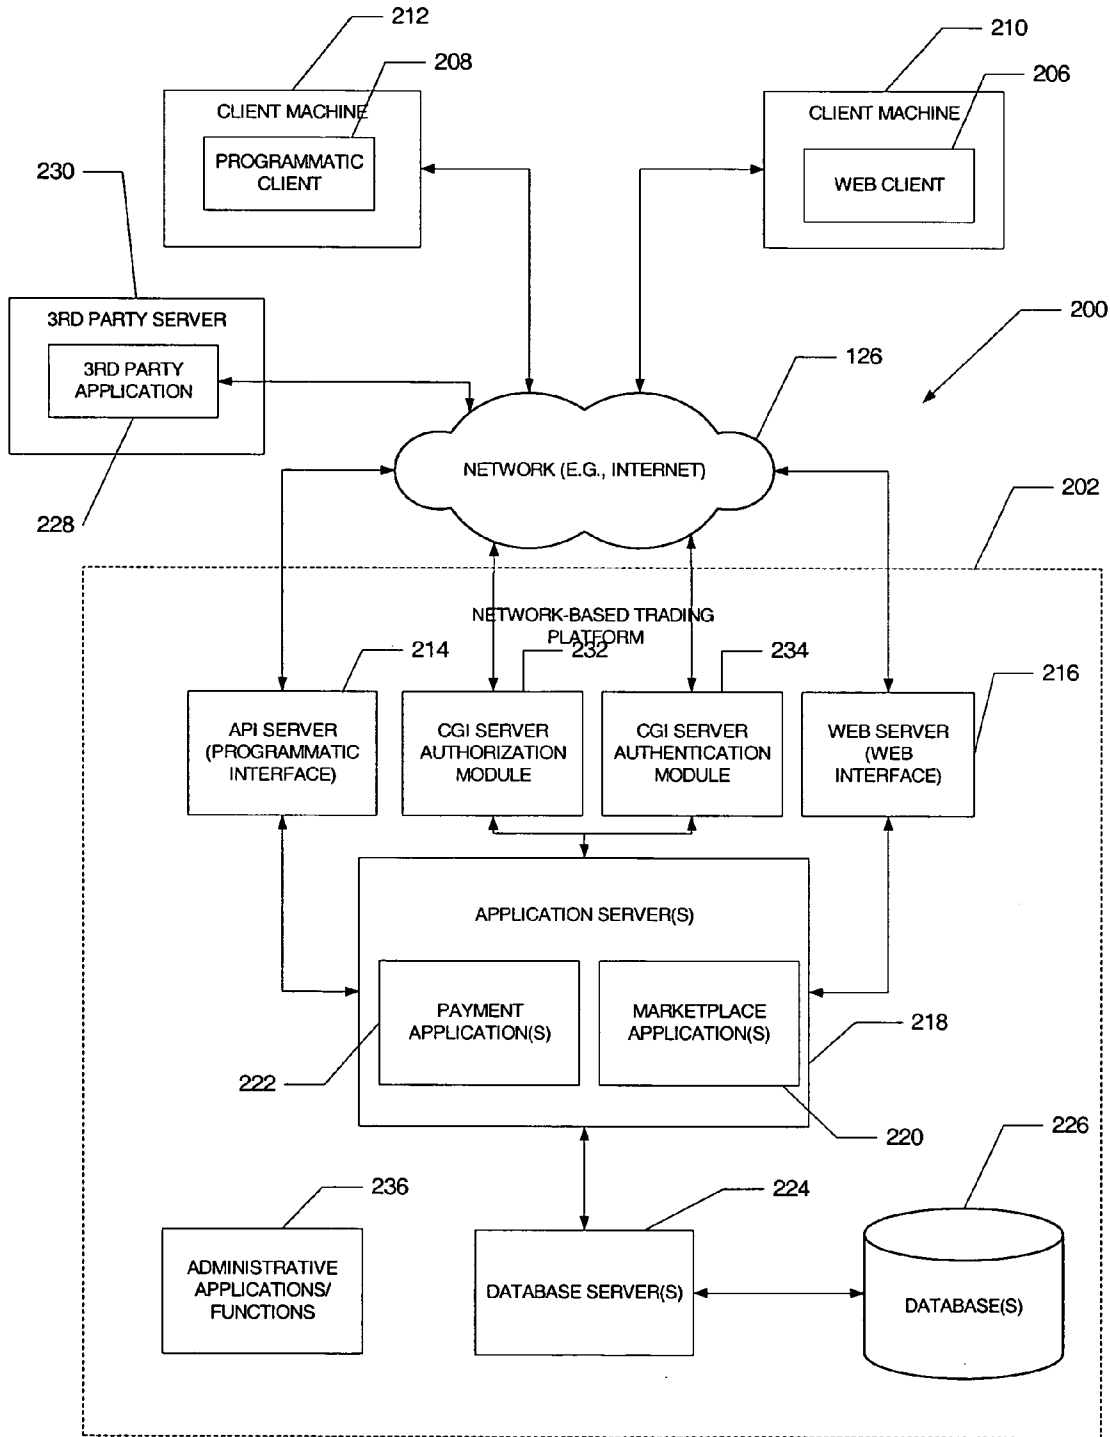 212
210
208
206
CLIENT MACHINE
CLIENT MACHINE
PROGRAMMATIC
CLIENT
WEB CLIENT
230
3RD PARTY SERVER
3RD PARTY
APPLICATION
200
126
NETWORK (E.G., INTERNET)
228
202
NETWORK-BASED TRADING
PLATFORM
214
232
234
216
API SERVER
(PROGRAMMATIC
INTERFACE)
CGI SERVER
AUTHORIZATION
MODULE
CGI SERVER
AUTHENTICATION
MODULE
WEB SERVER
(WEB
INTERFACE)
APPLICATION SERVER(S)
PAYMENT
APPLICATION(S)
MARKETPLACE
APPLICATION(S)
218
222
220
226
236
224
ADMINISTRATIVE
APPLICATIONS/
FUNCTIONS
DATABASE SERVER(S)
DATABASE(S)